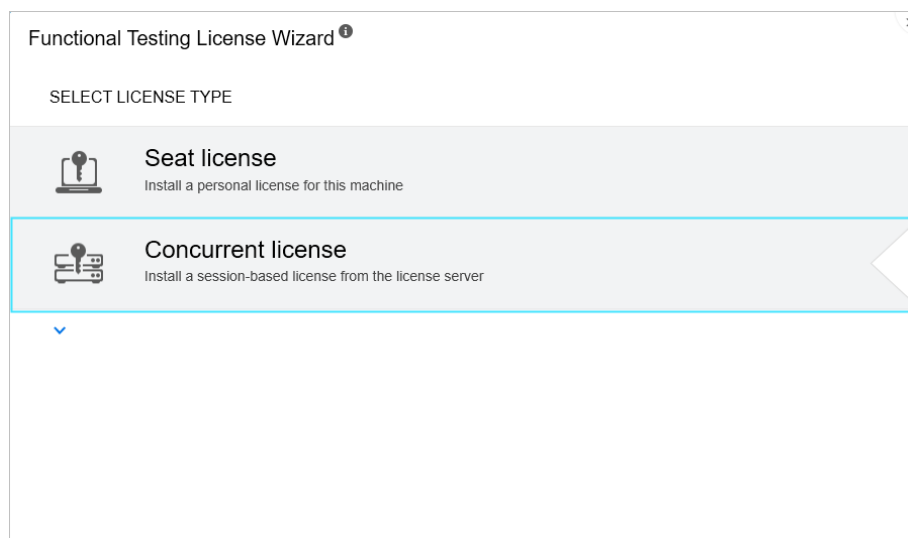 Functional Testing License Wizard
SELECT LICENSE TYPE
Seat license
Install a personal license for this machine
Concurrent license
Install a session-based license from the license server